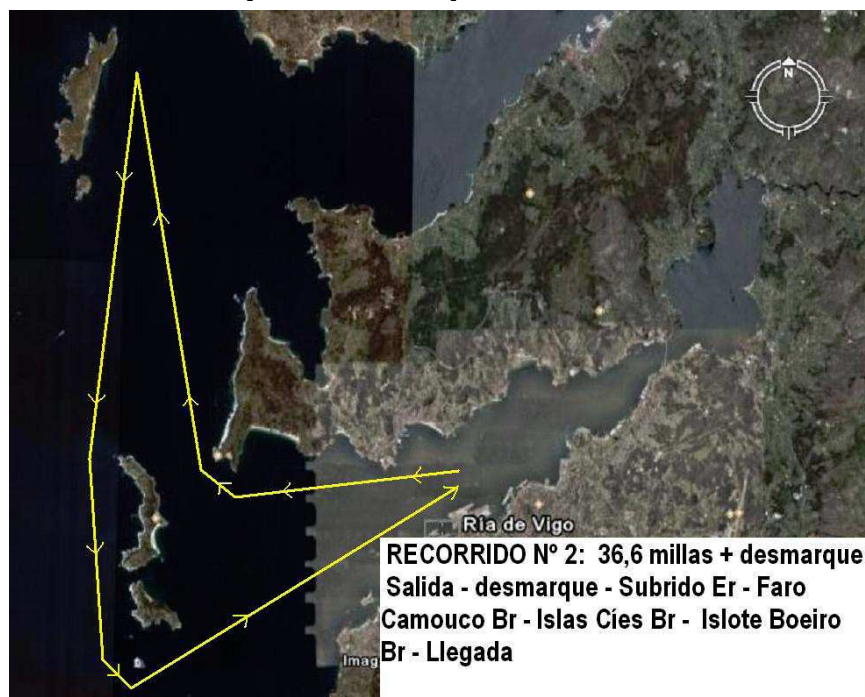 N
Ría de Vigo
Imag
RECORRIDO Nº 2: 36,6 millas + desmarque
Salida - desmarque - Subrido Er - Faro
Camouco Br - Islas Cíes Br - Islote Boeiro
Br - Llegada